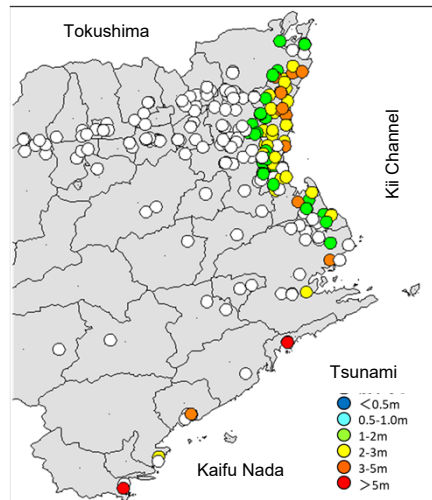 Tokushima
Kii Channel
Tsunami
<0.5m
0.5-1.0m
1-2m
2-3m
3-5m
>5m
Kaifu Nada